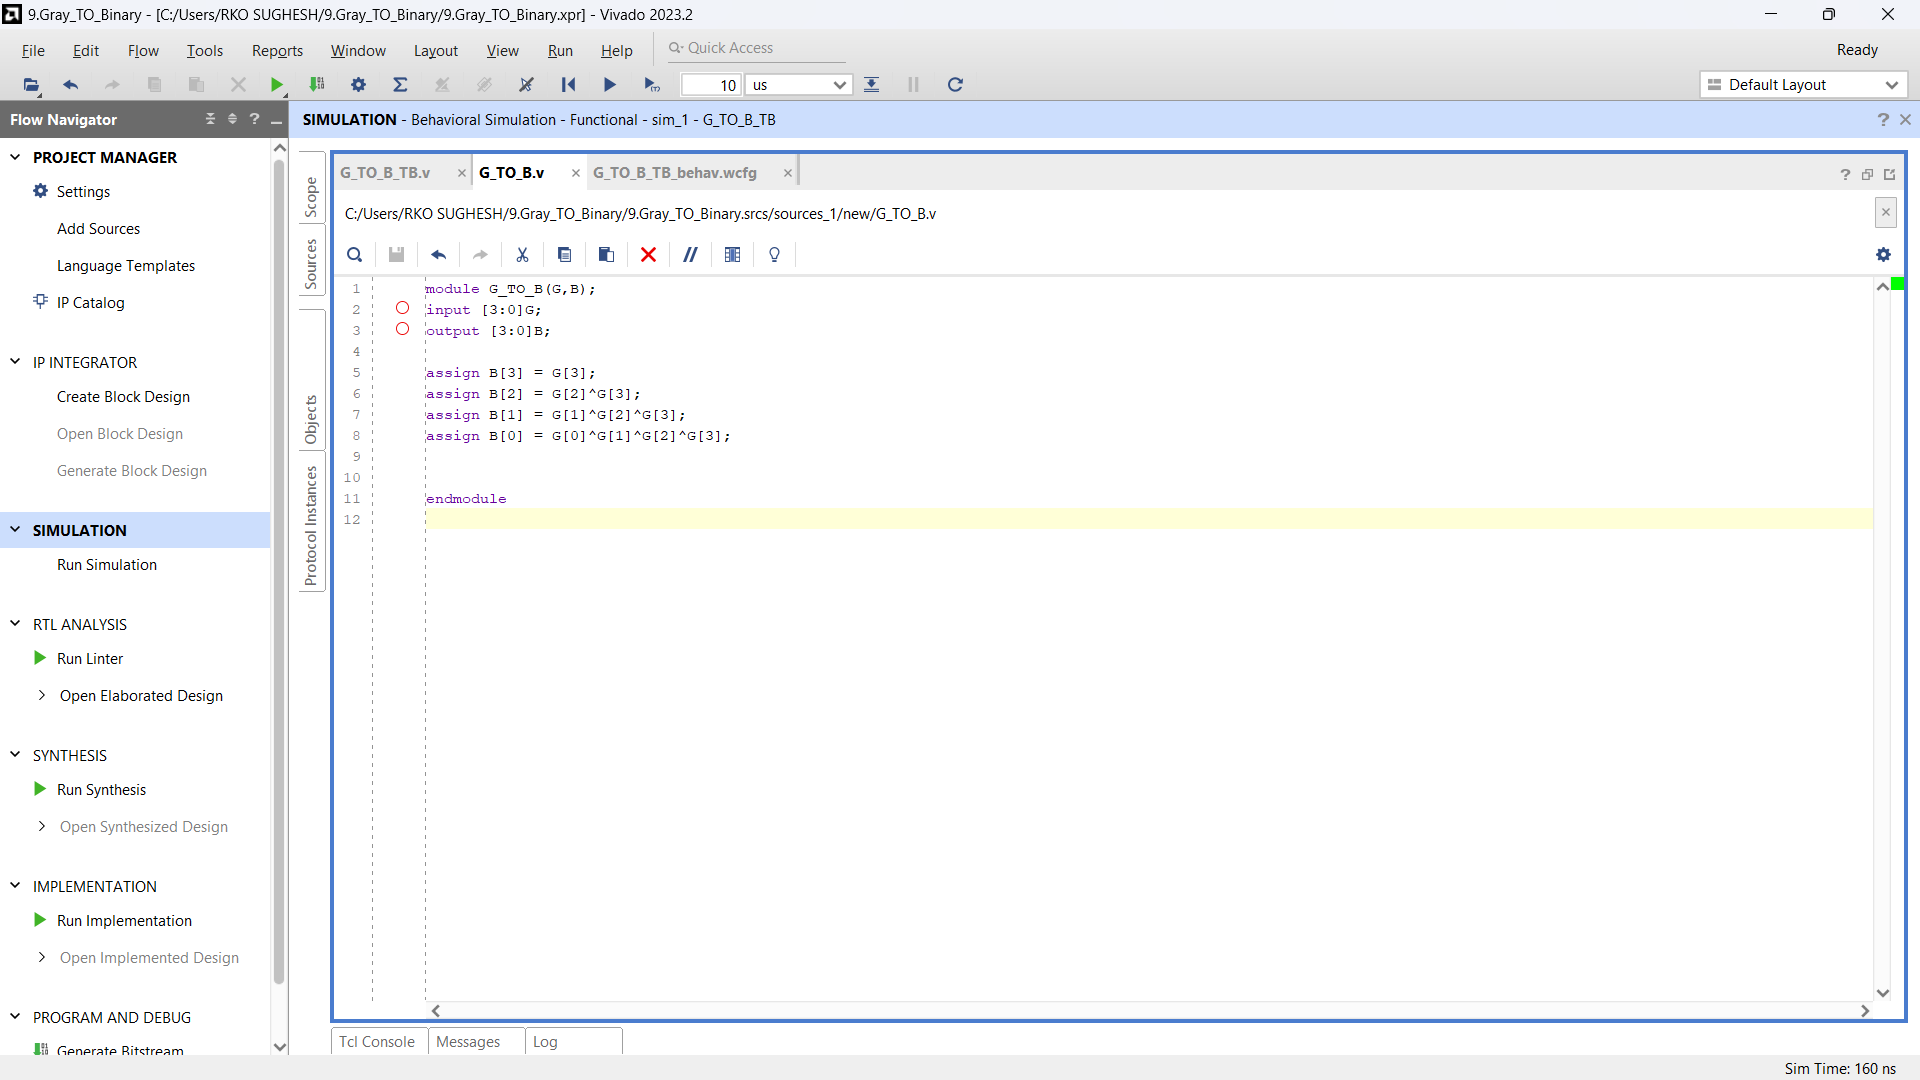 9.Gray_TO_Binary - [C:/Users/RKO SUGHESH/9.Gray_TO_Binary/9.Gray_TO_Binary.xpr] - Vivado 2023.2
File Edit Flow Tools Reports Window Layout View Run Help Quick Access Ready
10 us Default Layout
Flow Navigator ? SIMULATION - Behavioral Simulation - Functional - sim_1 - G_TO_B_TB ?
PROJECT MANAGER
Settings
Add Sources
Language Templates
IP Catalog
IP INTEGRATOR
Create Block Design
Open Block Design
Generate Block Design
SIMULATION
Run Simulation
RTL ANALYSIS
Run Linter
Open Elaborated Design
SYNTHESIS
Run Synthesis
Open Synthesized Design
IMPLEMENTATION
Run Implementation
Open Implemented Design
PROGRAM AND DEBUG
Generate Bitstream
Scope
Sources
Objects
Protocol Instances
G_TO_B_TB.v G_TO_B.v G_TO_B_TB_behav.wcfg ?
C:/Users/RKO SUGHESH/9.Gray_TO_Binary/9.Gray_TO_Binary.srcs/sources_1/new/G_TO_B.v
1 module G_TO_B(G,B);
2 input [3:0]G;
3 output [3:0]B;
4
5 assign B[3] = G[3];
6 assign B[2] = G[2]^G[3];
7 assign B[1] = G[1]^G[2]^G[3];
8 assign B[0] = G[0]^G[1]^G[2]^G[3];
9
10
11 endmodule
12
Tcl Console Messages Log
Sim Time: 160 ns